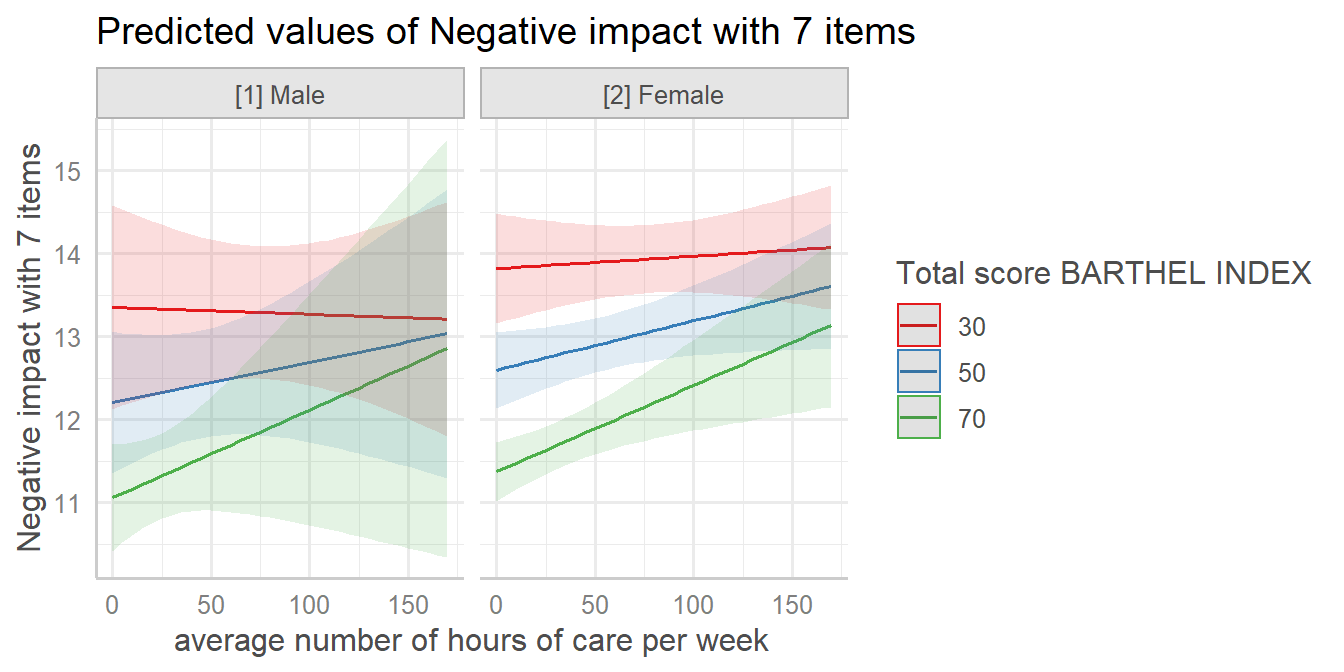 Predicted values of Negative impact with 7 items
[1] Male
[2] Female
Negative impact with 7 items
15
14
13
12
11
0 50 100 150
0 50 100 150
average number of hours of care per week
Total score BARTHEL INDEX
30
50
70